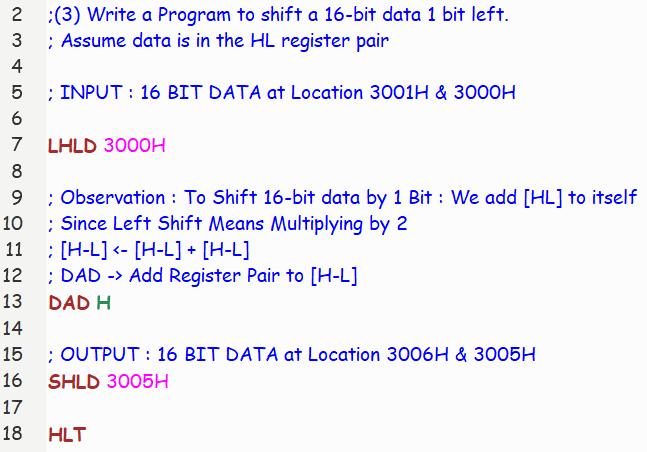 2 ;(3) Write a Program to shift a 16-bit data 1 bit left.
3 ; Assume data is in the HL register pair
4
5 ; INPUT : 16 BIT DATA at Location 3001H & 3000H
6
7 LHLD 3000H
8
9 ; Observation : To Shift 16-bit data by 1 Bit : We add [HL] to itself
10 ; Since Left Shift Means Multiplying by 2
11 ; [H-L] <- [H-L] + [H-L]
12 ; DAD -> Add Register Pair to [H-L]
13 DAD H
14
15 ; OUTPUT : 16 BIT DATA at Location 3006H & 3005H
16 SHLD 3005H
17
18 HLT